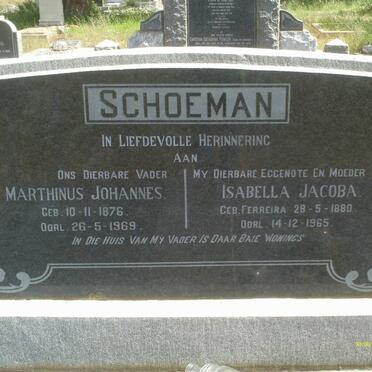 SCHOEMAN
IN LIEFDEVOLLE HERINNERING
AAN
ONS DIERBARE VADER
MARTHINUS JOHANNES.
GEB. 10-11-1876.
OORL. 26-5-1969.
MY DIERBARE EGGENOTE EN MOEDER
ISABELLA JACOBA
GEB. FERREIRA 28-5-1880
OORL. 14-12-1965.
IN DIE HUIS VAN MY VADER IS DAAR BAIE WONINGS